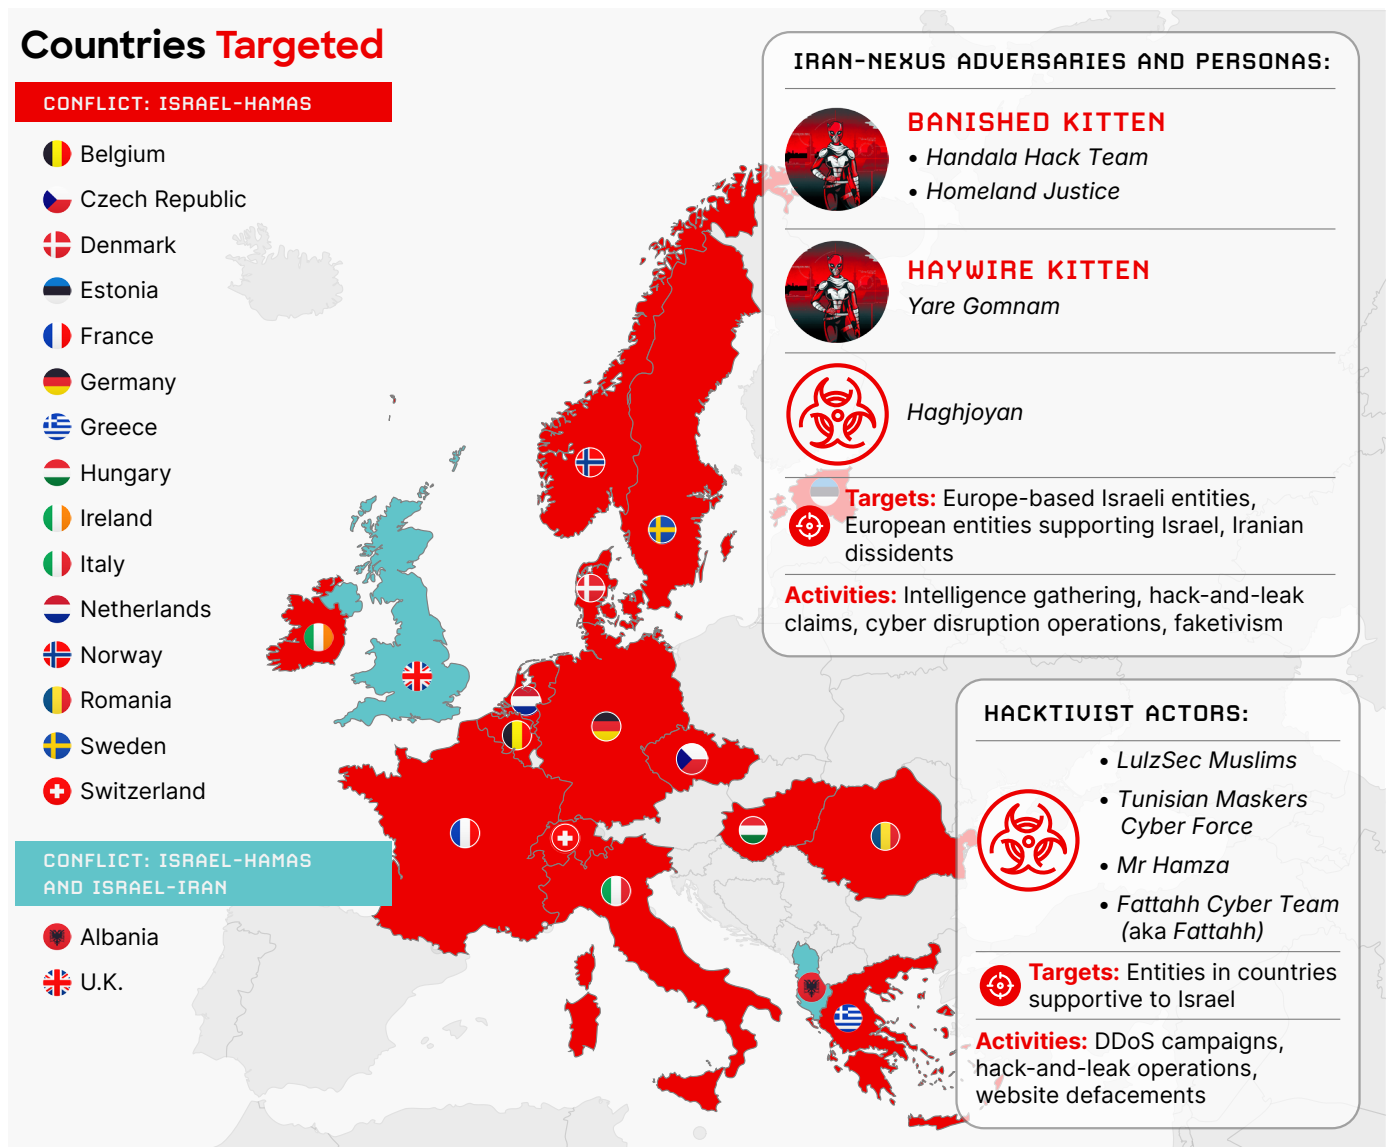 Countries Targeted
CONFLICT: ISRAEL-HAMAS
Belgium
Czech Republic
Denmark
Estonia
France
Germany
Greece
Hungary
Ireland
Italy
Netherlands
Norway
Romania
Sweden
Switzerland
CONFLICT: ISRAEL-HAMAS
AND ISRAEL-IRAN
Albania
U.K.
IRAN-NEXUS ADVERSARIES AND PERSONAS:
BANISHED KITTEN
• Handala Hack Team
• Homeland Justice
HAYWIRE KITTEN
Yare Gomnam
Haghjoyan
Targets: Europe-based Israeli entities,
European entities supporting Israel, Iranian
dissidents
Activities: Intelligence gathering, hack-and-leak
claims, cyber disruption operations, faketivism
HACKTIVIST ACTORS:
• LulzSec Muslims
• Tunisian Maskers
Cyber Force
• Mr Hamza
• Fattahh Cyber Team
(aka Fattahh)
Targets: Entities in countries
supportive to Israel
Activities: DDoS campaigns,
hack-and-leak operations,
website defacements